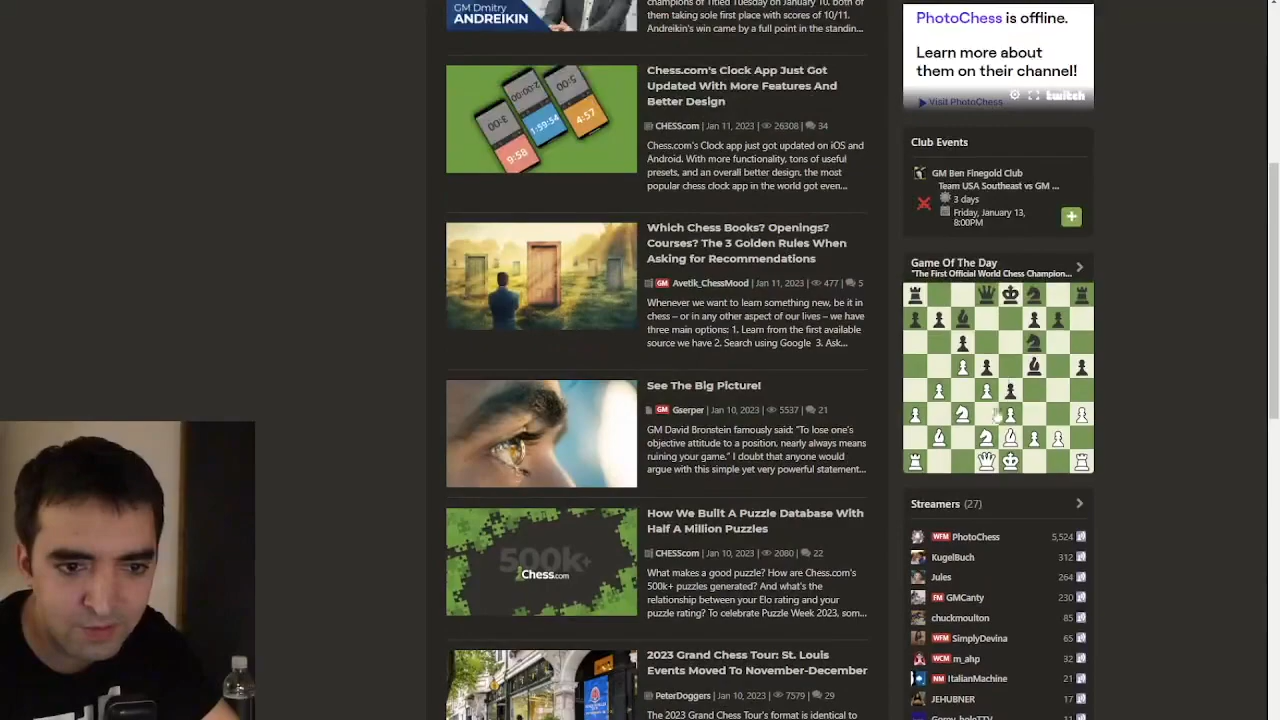 GM Dmitry
ANDREIKIN
champions of Titled Tuesday on January 10, both of
them taking sole first place with scores of 10/11.
Andreikin's win came by a full point in the standin...
Chess.com's Clock App Just Got
Updated With More Features And
Better Design
CHESScom | Jan 11, 2023 | 26308 | 34
Chess.com's Clock app just got updated on iOS and
Android. With more functionality, tons of useful
presets, and an overall better design, the most
popular chess clock app in the world got even...
3:00
2:00:00
5:00
9:58
1:59:54
4:57
Which Chess Books? Openings?
Courses? The 3 Golden Rules When
Asking for Recommendations
GM Avetik_ChessMood | Jan 11, 2023 | 477 | 5
Whenever we want to learn something new, be it in
chess – or in any other aspect of our lives – we have
three main options: 1. Learn from the first available
source we have 2. Search using Google 3. Ask...
See The Big Picture!
GM Gserper | Jan 10, 2023 | 5537 | 21
GM David Bronstein famously said: "To lose one's
objective attitude to a position, nearly always means
ruining your game." I doubt that anyone would
argue with this simple yet very powerful statement...
500k+
Chess.com
How We Built A Puzzle Database With
Half A Million Puzzles
CHESScom | Jan 10, 2023 | 2080 | 22
What makes a good puzzle? How are Chess.com's
500k+ puzzles generated? And what's the
relationship between your Elo rating and your
puzzle rating? To celebrate Puzzle Week 2023, som...
2023 Grand Chess Tour: St. Louis
Events Moved To November-December
PeterDoggers | Jan 10, 2023 | 7579 | 29
The 2023 Grand Chess Tour's format is identical to
PhotoChess is offline.
Learn more about
them on their channel!
Visit PhotoChess
twitch
Club Events
GM Ben Finegold Club
Team USA Southeast vs GM ...
3 days
Friday, January 13,
8:00PM
Game Of The Day
"The First Official World Chess Champion...
Streamers (27)
WFM PhotoChess 5,524
KugelBuch 312
Jules 264
FM GMCanty 230
chuckmoulton 85
WFM SimplyDevina 65
WCM m_ahp 32
NM ItalianMachine 21
JEHUBNER 17